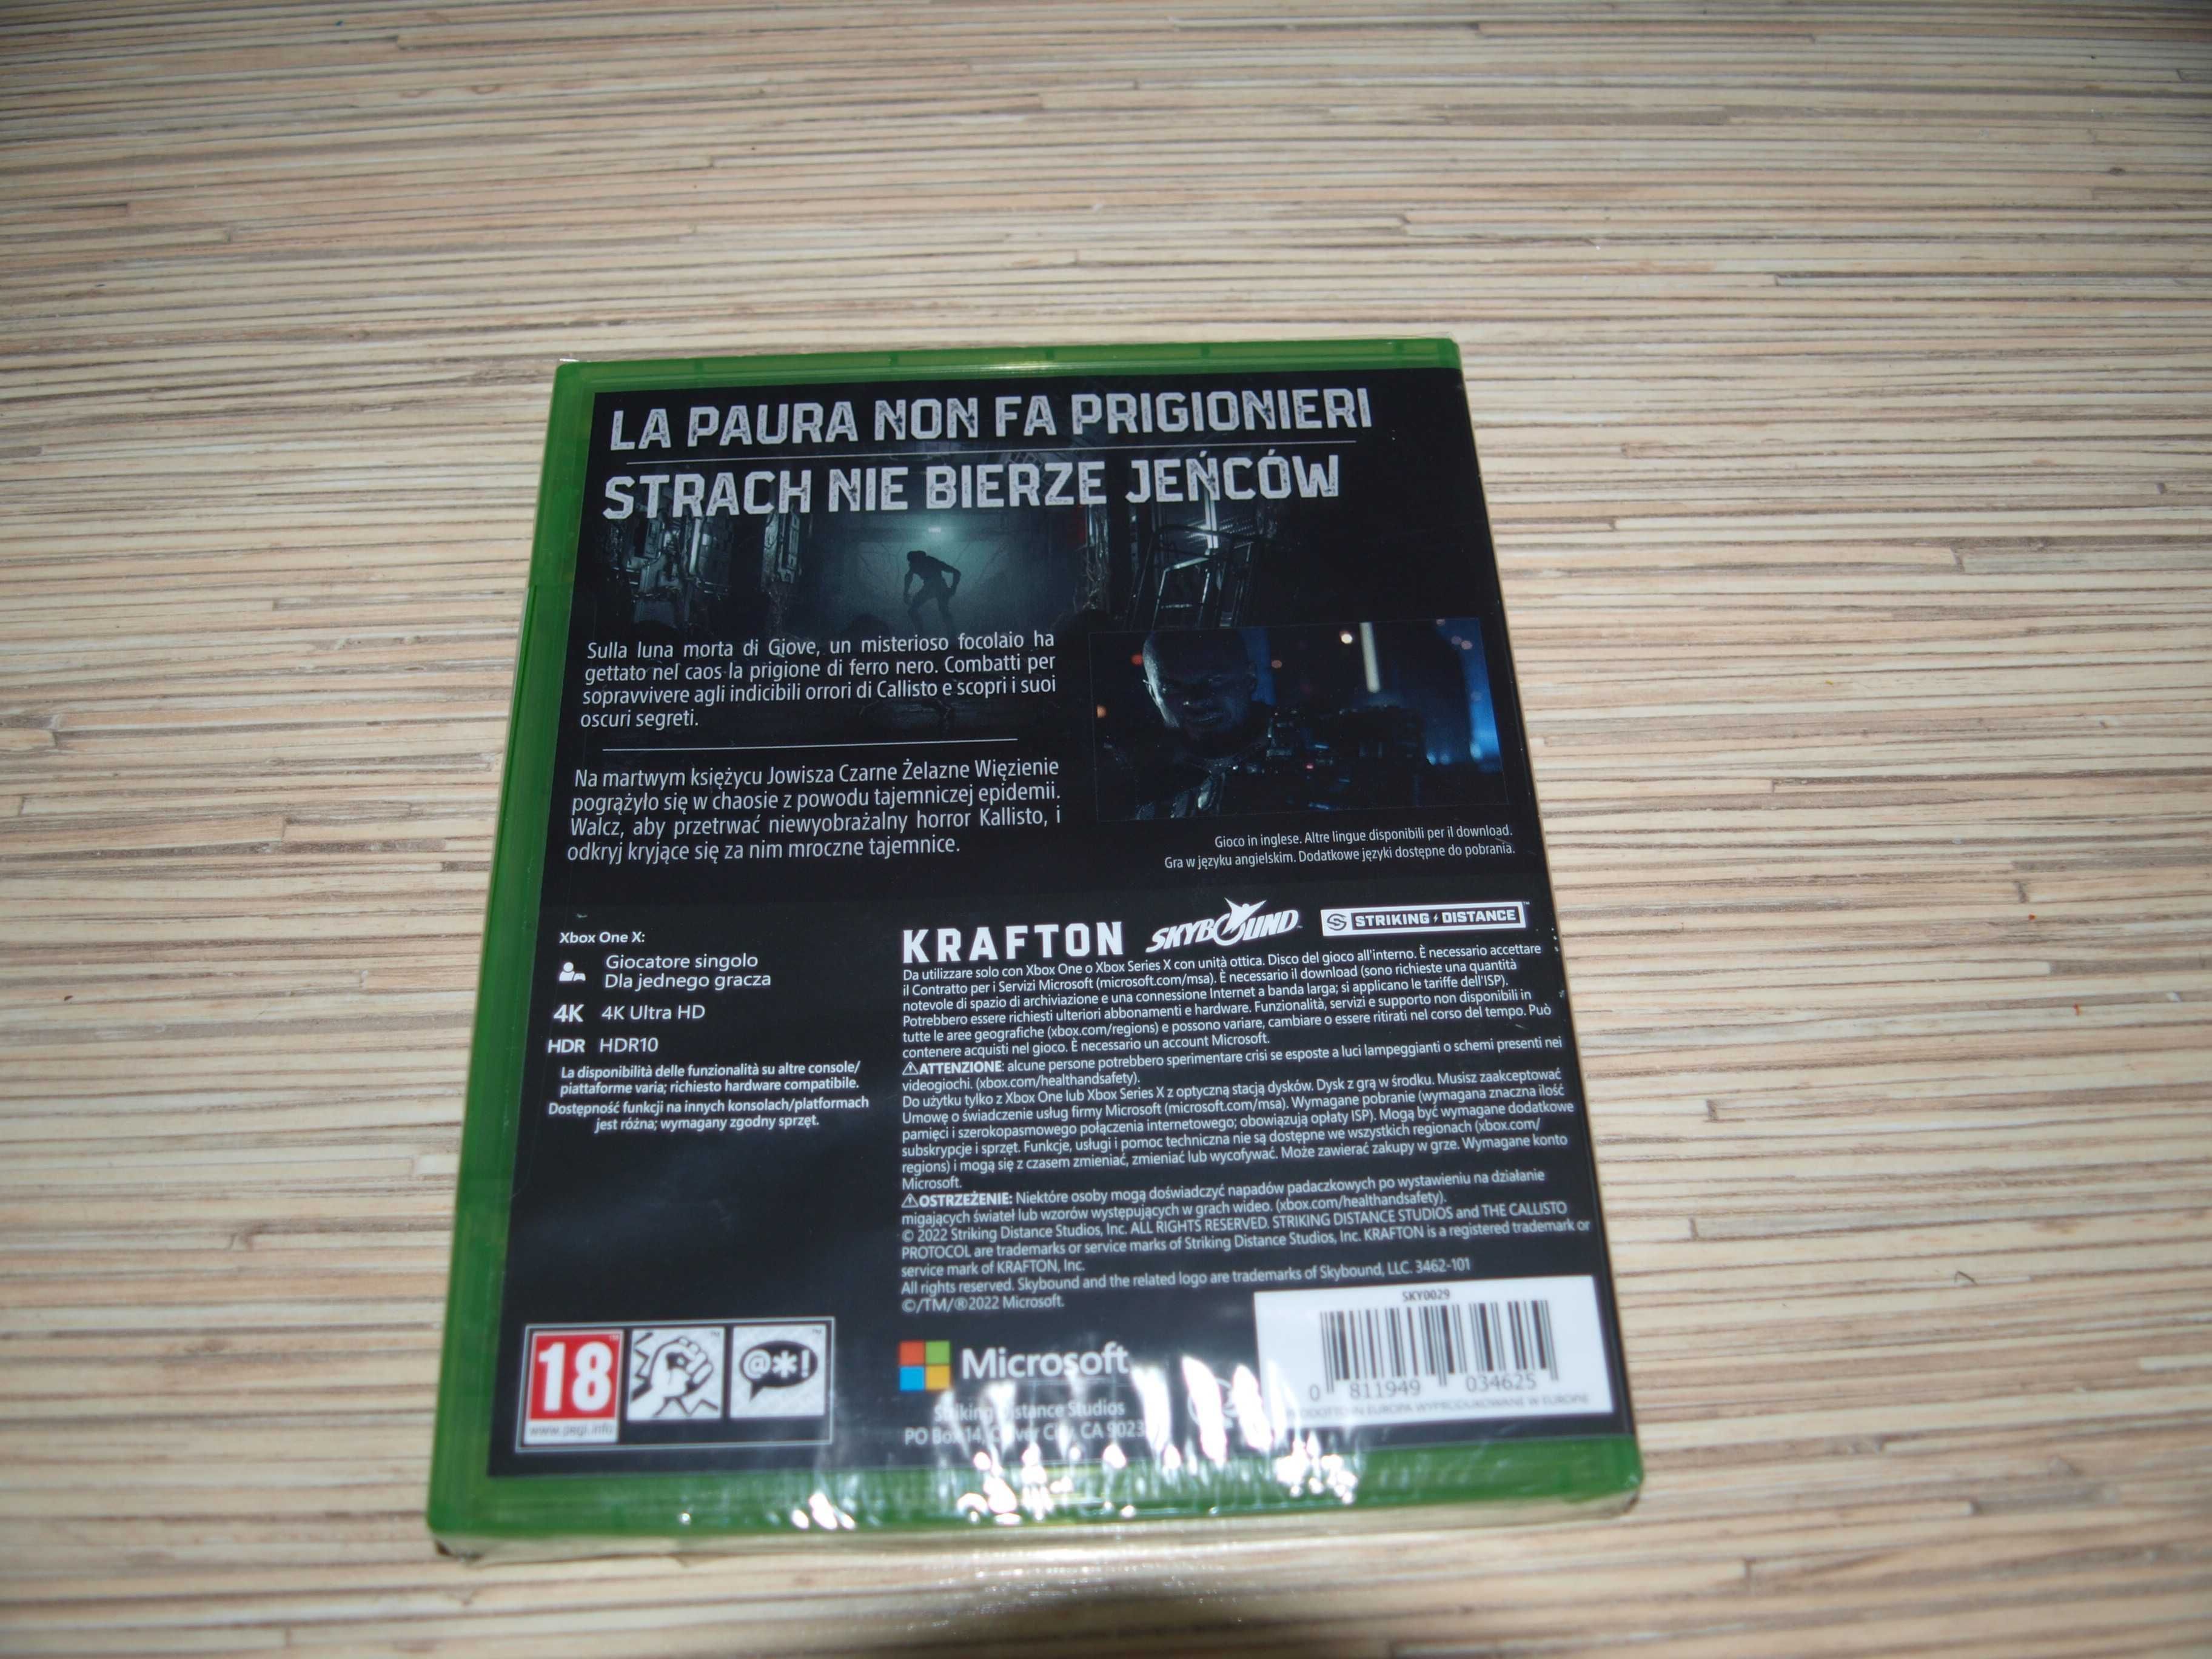 LA PAURA NON FA PRIGIONIERI
STRACH NIE BIERZE JEŃCÓW
Sulla luna morta di Giove, un misterioso focolaio ha
gettato nel caos la prigione di ferro nero. Combatti per
sopravvivere agli indicibili orrori di Callisto e scopri i suoi
oscuri segreti.
Na martwym księżycu Jowisza Czarne Żelazne Więzienie
pogrążyło się w chaosie z powodu tajemniczej epidemii.
Walcz, aby przetrwać niewyobrażalny horror Kallisto, i
odkryj kryjące się za nim mroczne tajemnice.
Gioco in inglese. Altre lingue disponibili per il download.
Gra w języku angielskim. Dodatkowe języki dostępne do pobrania.
Xbox One X:
Giocatore singolo
Dla jednego gracza
4K 4K Ultra HD
HDR HDR10
La disponibilità delle funzionalità su altre console/
piattaforme varia; richiesto hardware compatibile.
Dostępność funkcji na innych konsolach/platformach
jest różna; wymagany zgodny sprzęt.
KRAFTON SKYBOUND STRIKING DISTANCE™
Da utilizzare solo con Xbox One o Xbox Series X con unità ottica. Disco del gioco all'interno. È necessario accettare
il Contratto per i Servizi Microsoft (microsoft.com/msa). È necessario il download (sono richieste una quantità
notevole di spazio di archiviazione e una connessione Internet a banda larga; si applicano le tariffe dell'ISP).
Potrebbero essere richiesti ulteriori abbonamenti e hardware. Funzionalità, servizi e supporto non disponibili in
tutte le aree geografiche (xbox.com/regions) e possono variare, cambiare o essere ritirati nel corso del tempo. Può
contenere acquisti nel gioco. È necessario un account Microsoft.
⚠ATTENZIONE: alcune persone potrebbero sperimentare crisi se esposte a luci lampeggianti o schemi presenti nei
videogiochi. (xbox.com/healthandsafety).
Do użytku tylko z Xbox One lub Xbox Series X z optyczną stacją dysków. Dysk z grą w środku. Musisz zaakceptować
Umowę o świadczenie usług firmy Microsoft (microsoft.com/msa). Wymagane pobranie (wymagana znaczna ilość
pamięci i szerokopasmowego połączenia internetowego; obowiązują opłaty ISP). Mogą być wymagane dodatkowe
subskrypcje i sprzęt. Funkcje, usługi i pomoc techniczna nie są dostępne we wszystkich regionach (xbox.com/
regions) i mogą się z czasem zmieniać, zmieniać lub wycofywać. Może zawierać zakupy w grze. Wymagane konto
Microsoft.
⚠OSTRZEŻENIE: Niektóre osoby mogą doświadczyć napadów padaczkowych po wystawieniu na działanie
migających świateł lub wzorów występujących w grach wideo. (xbox.com/healthandsafety).
© 2022 Striking Distance Studios, Inc. ALL RIGHTS RESERVED. STRIKING DISTANCE STUDIOS and THE CALLISTO
PROTOCOL are trademarks or service marks of Striking Distance Studios, Inc. KRAFTON is a registered trademark or
service mark of KRAFTON, Inc.
All rights reserved. Skybound and the related logo are trademarks of Skybound, LLC. 3462-101
©/TM/®2022 Microsoft.
18
www.pegi.info
@*!
Microsoft
Studios
PO Box 14, CA
SKY0029
0 811949 034625
IN EUROPA WYPRODUKOWANE W EUROPIE